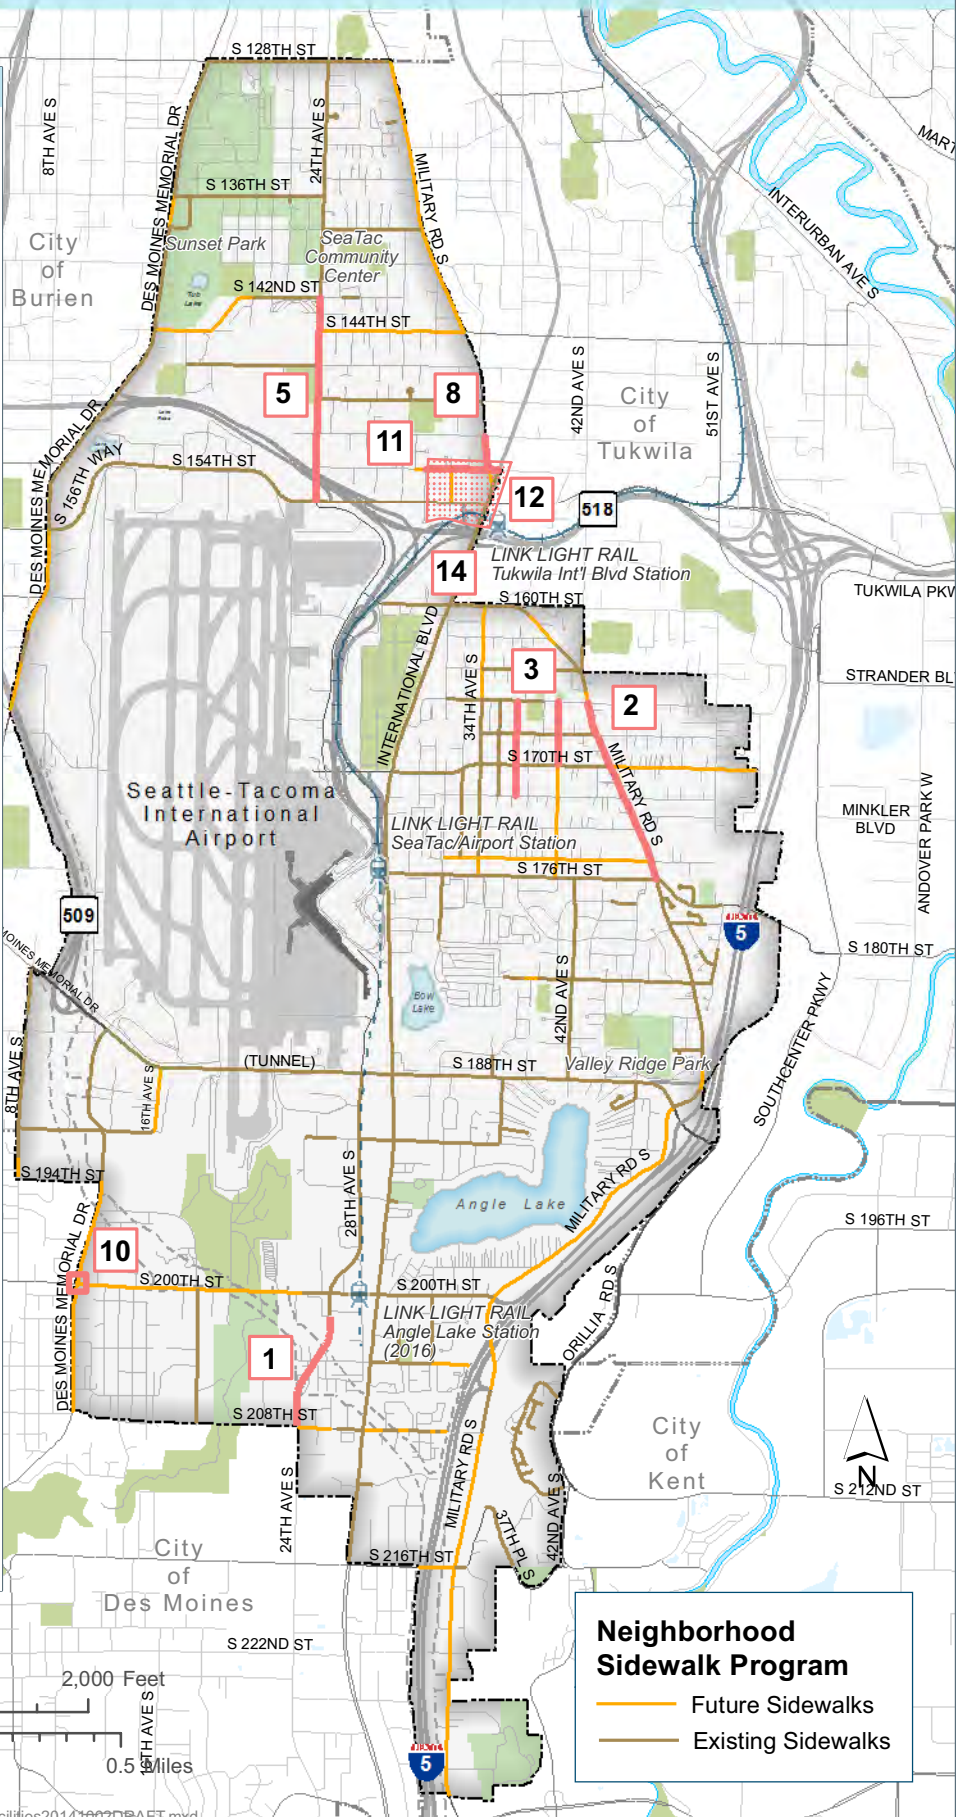 S 128TH ST
8TH AVE S
DES MOINES MEMORIAL DR
24TH AVE S
MILITARY RD S
INTERURBAN AVE S
S 136TH ST
City
of
Burien
Sunset Park
SeaTac
Community
Center
S 142ND ST
Tub
Lake
S 144TH ST
5
8
42ND AVE S
51ST AVE S
City
of
Tukwila
11
DES MOINES MEMORIAL DR
S 156TH WAY
S 154TH ST
12
518
LINK LIGHT RAIL
Tukwila Int'l Blvd Station
14
S 160TH ST
TUKWILA PKW
INTERNATIONAL BLVD
34TH AVE S
3
2
STRANDER BL
S 170TH ST
MILITARY RD S
Seattle-Tacoma
International
Airport
LINK LIGHT RAIL
SeaTac/Airport Station
MINKLER
BLVD
ANDOVER PARK W
S 176TH ST
509
MOINES MEMORIAL DR
5
S 180TH ST
Bow
Lake
42ND AVE S
SOUTHCENTER PKWY
8TH AVE S
16TH AVE S
(TUNNEL)
S 188TH ST
Valley Ridge Park
S 194TH ST
28TH AVE S
Angle Lake
MILITARY RD S
S 196TH ST
10
DES MOINES MEMORIAL DR
S 200TH ST
S 200TH ST
ORILLIA RD S
LINK LIGHT RAIL
Angle Lake Station
(2016)
1
S 208TH ST
City
of
Kent
N
S 212ND ST
24TH AVE S
MILITARY RD S
37TH PL S
42ND AVE S
City
of
Des Moines
S 216TH ST
S 222ND ST
2,000 Feet
0.5 Miles
5
Neighborhood
Sidewalk Program
Future Sidewalks
Existing Sidewalks